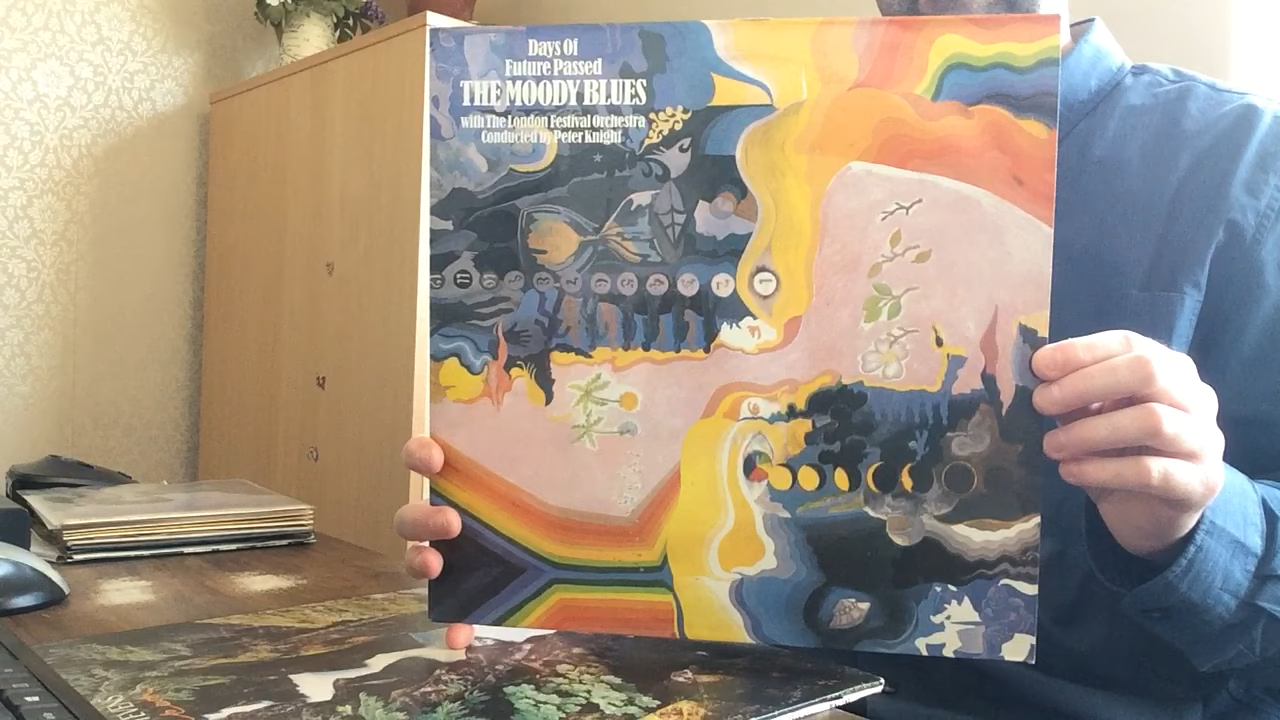 Days Of
Future Passed
THE MOODY BLUES
with The London Festival Orchestra
Conducted by Peter Knight